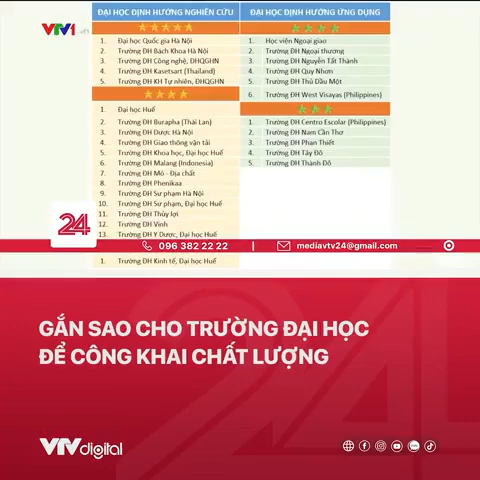 VTV1
ĐẠI HỌC ĐỊNH HƯỚNG NGHIÊN CỨU
1. Đại học Quốc gia Hà Nội
2. Trường ĐH Bách Khoa Hà Nội
3. Trường ĐH Công nghệ, ĐHQGHN
4. Trường ĐH Kasetsart (Thailand)
5. Trường ĐH KH Tự nhiên, ĐHQGHN
1. Đại học Huế
2. Trường ĐH Burapha (Thái Lan)
3. Trường ĐH Dược Hà Nội
4. Trường ĐH Giao thông vận tải
5. Trường ĐH Khoa học, Đại học Huế
6. Trường ĐH Malang (Indonesia)
7. Trường ĐH Mỏ - Địa chất
8. Trường ĐH Phenikaa
9. Trường ĐH Sư phạm Hà Nội
10. Trường ĐH Sư phạm, Đại học Huế
11. Trường ĐH Thủy lợi
12. Trường ĐH Vinh
13. Trường ĐH Y Dược, Đại học Huế
1. Trường ĐH Kinh tế, Đại học Huế
ĐẠI HỌC ĐỊNH HƯỚNG ỨNG DỤNG
1. Học viện Ngoại giao
2. Trường ĐH Ngoại thương
3. Trường ĐH Nguyễn Tất Thành
4. Trường ĐH Quy Nhơn
5. Trường ĐH Thủ Dầu Một
6. Trường ĐH West Visayas (Philippines)
1. Trường ĐH Centro Escolar (Philippines)
2. Trường ĐH Nam Cần Thơ
3. Trường ĐH Phan Thiết
4. Trường ĐH Tây Đô
5. Trường ĐH Thành Đô
24
096 382 22 22 | mediavtv24@gmail.com
GẮN SAO CHO TRƯỜNG ĐẠI HỌC
ĐỂ CÔNG KHAI CHẤT LƯỢNG
VTVdigital